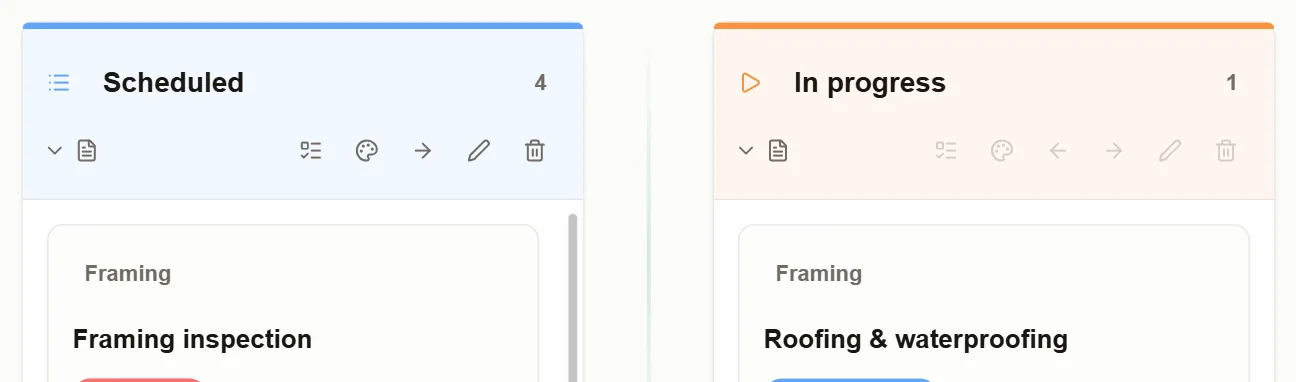 Scheduled
4
Framing
Framing inspection
In progress
1
Framing
Roofing & waterproofing